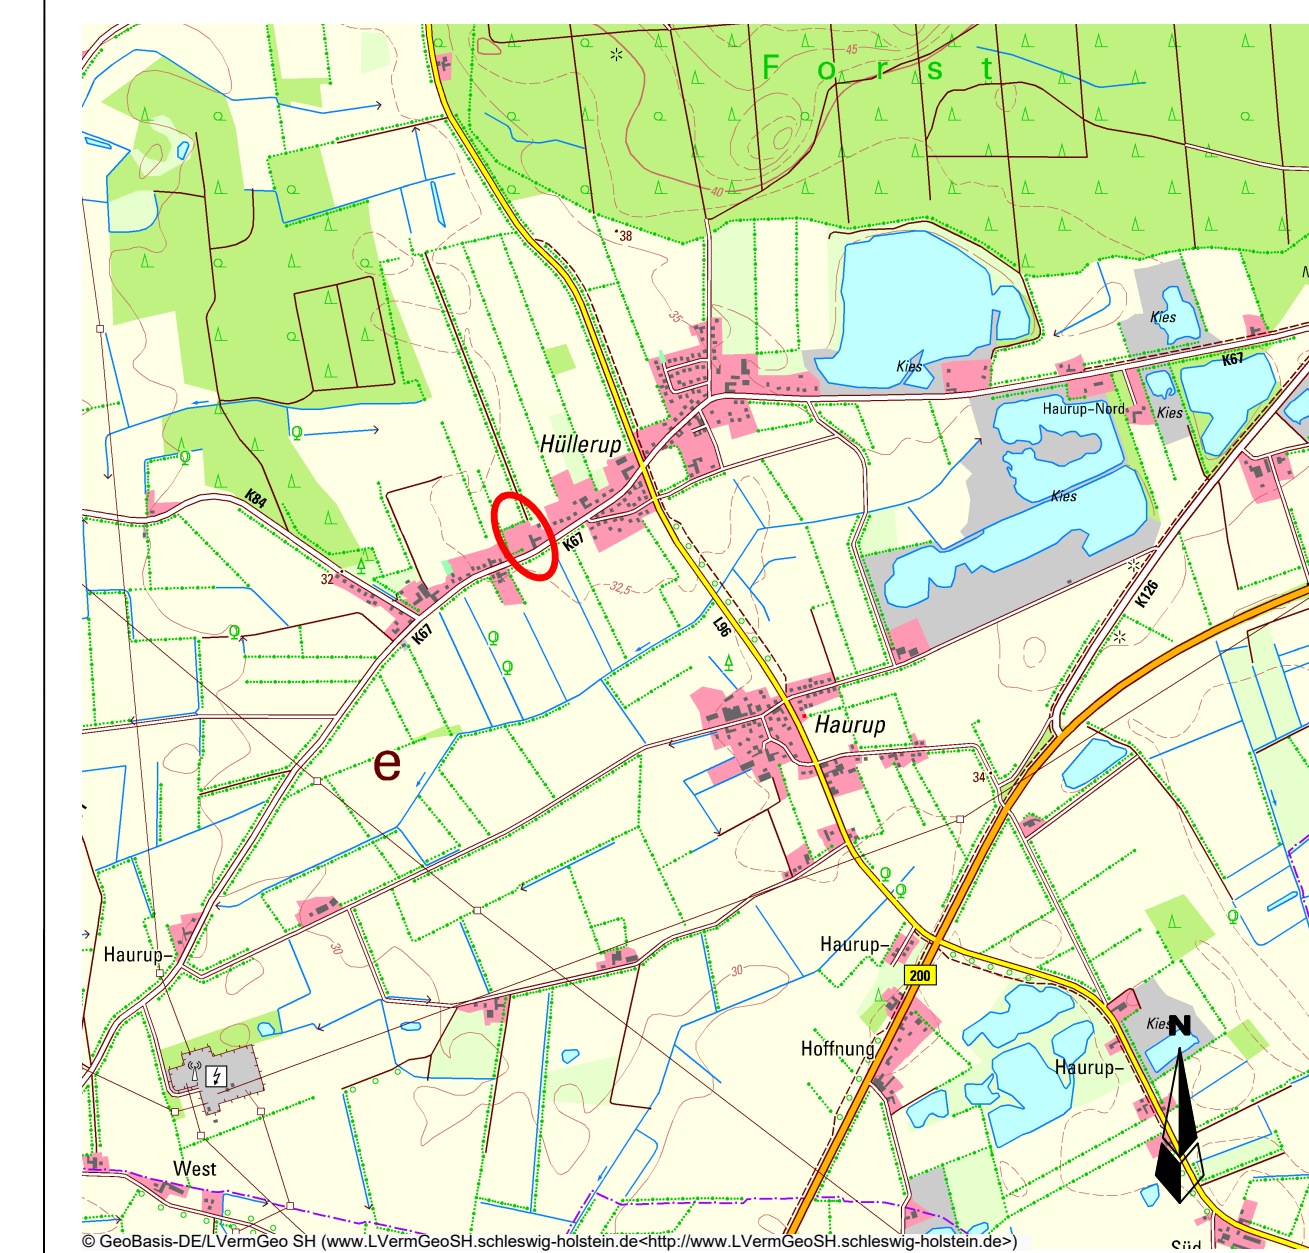 45
Forst
40
38
35
Kies
K67
Kies
Haurup-Nord
Kies
Hüllerup
Kies
K84
K67
32
32,5
K126
K67
L96
Haurup
e
34
Haurup-
30
Haurup-
30
200
Kies
N
Hoffnung
Haurup-
West
Süd
© GeoBasis-DE/LVermGeo SH (www.LVermGeoSH.schleswig-holstein.de<http://www.LVermGeoSH.schleswig-holstein.de>)